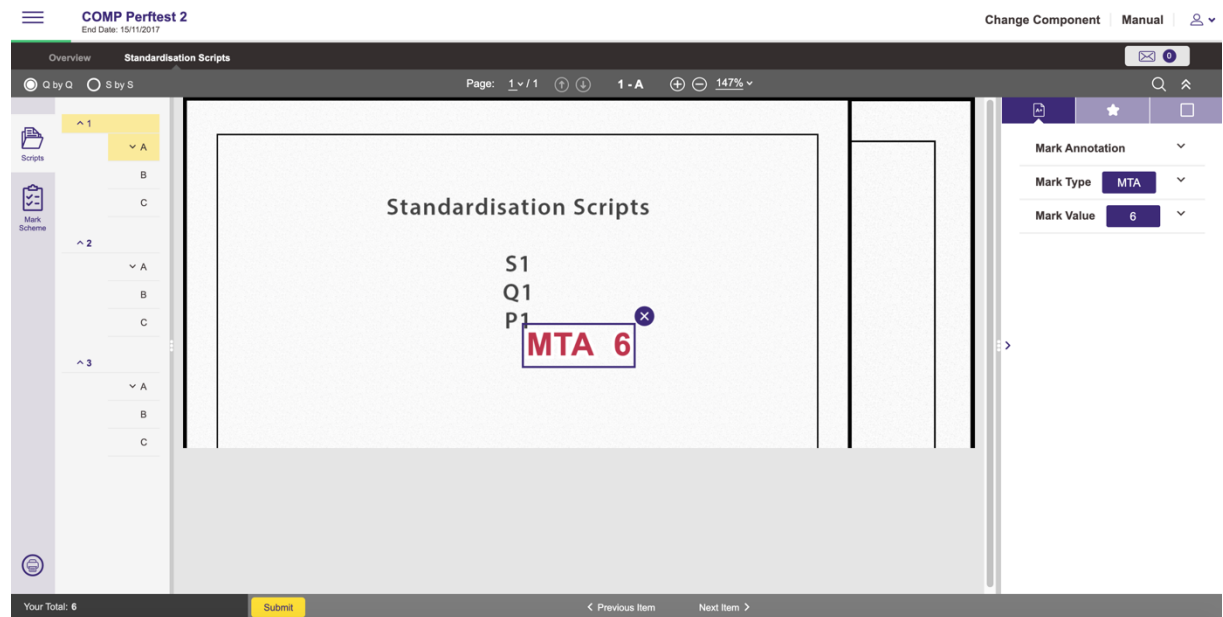 COMP Perftest 2
End Date: 15/11/2017
Change Component Manual
Overview Standardisation Scripts
0
Q by Q S by S
Page: 1 / 1 1 - A 147%
Scripts
Mark
Scheme
1
A
B
C
2
A
B
C
3
A
B
C
Standardisation Scripts
S1
Q1
P1
MTA 6
A+
Mark Annotation
Mark Type MTA
Mark Value 6
Your Total: 6
Submit
Previous Item Next Item